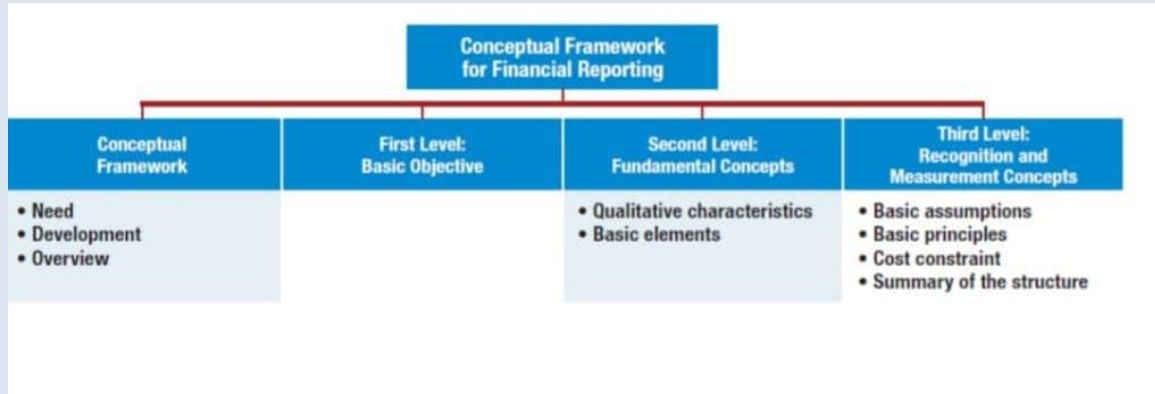 Conceptual Framework
for Financial Reporting
Conceptual
Framework
• Need
• Development
• Overview
First Level:
Basic Objective
Second Level:
Fundamental Concepts
• Qualitative characteristics
• Basic elements
Third Level:
Recognition and
Measurement Concepts
• Basic assumptions
• Basic principles
• Cost constraint
• Summary of the structure